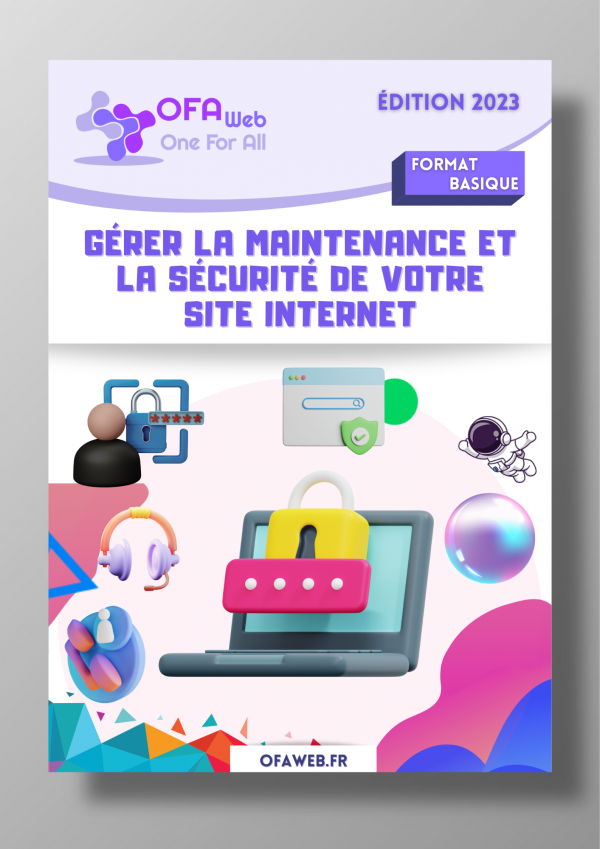 OFA Web
One For All
ÉDITION 2023
FORMAT
BASIQUE
GÉRER LA MAINTENANCE ET
LA SÉCURITÉ DE VOTRE
SITE INTERNET
OFAWEB.FR